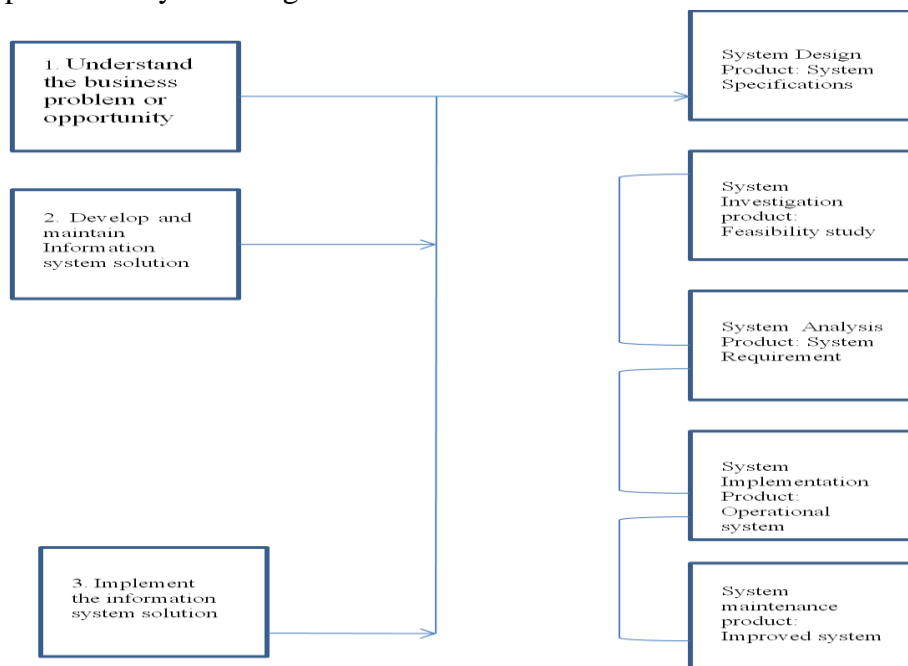 1. Understand
the business
problem or
opportunity
2. Develop and
maintain
Information
system solution
3. Implement
the information
system solution
System Design
Product: System
Specifications
System
Investigation
product:
Feasibility study
System Analysis
Product: System
Requirement
System
Implementation
Product:
Operational
system
System
maintenance
product:
Improved system